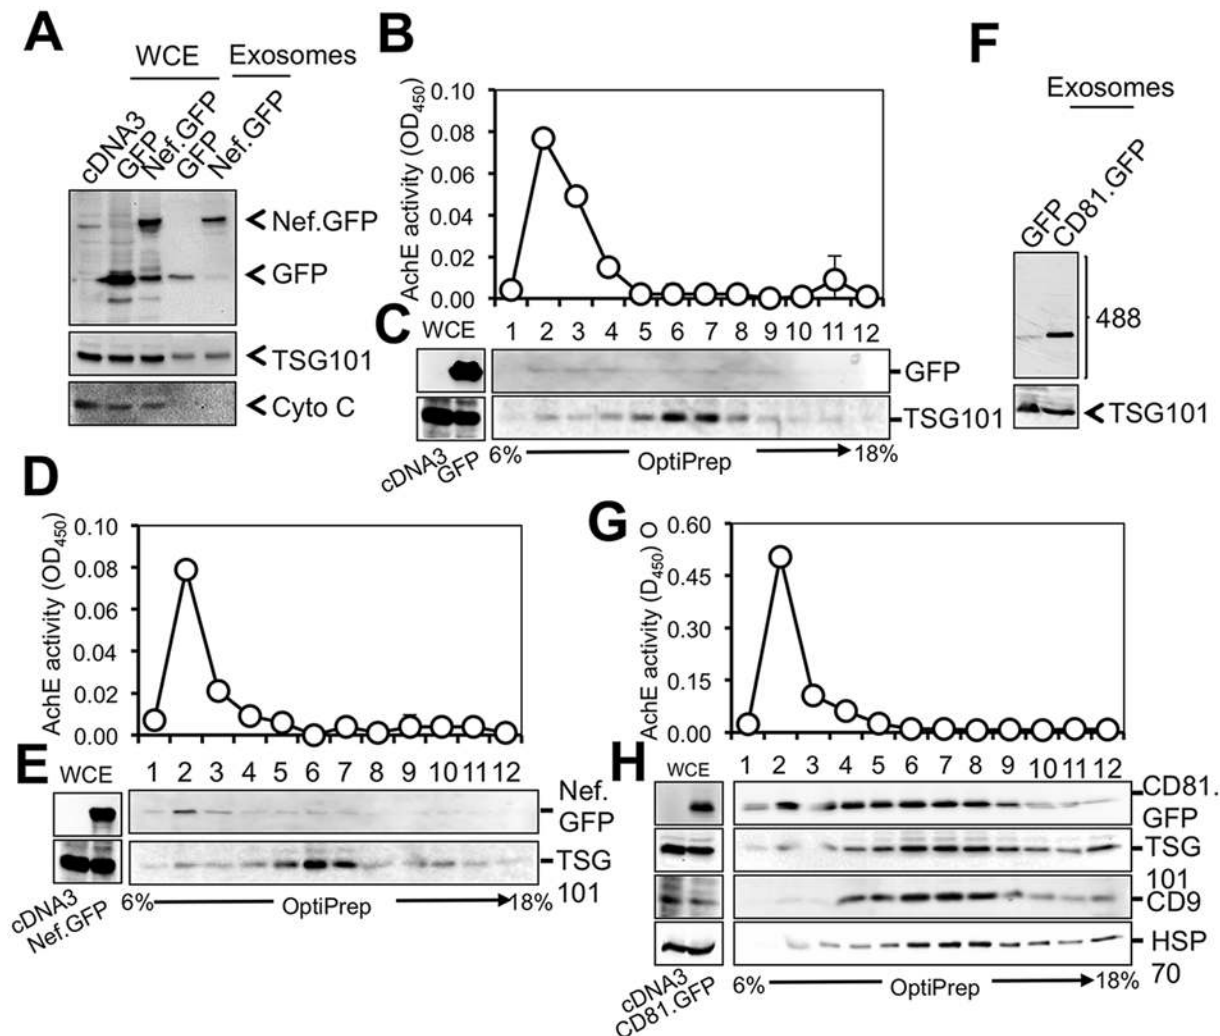 A
WCE Exosomes
cDNA3
GFP
Nef.GFP
GFP
Nef.GFP
Nef.GFP
GFP
TSG101
Cyto C
B
AchE activity (OD450)
0.10
0.08
0.06
0.04
0.02
0.00
C
WCE 1 2 3 4 5 6 7 8 9 10 11 12
GFP
TSG101
cDNA3
GFP
6% OptiPrep 18%
F
Exosomes
GFP
CD81.GFP
488
TSG101
D
AchE activity (OD450)
0.10
0.08
0.06
0.04
0.02
0.00
E
WCE 1 2 3 4 5 6 7 8 9 10 11 12
Nef.
GFP
TSG
101
cDNA3
Nef.GFP
6% OptiPrep 18%
G
AchE activity (D450) O
0.60
0.45
0.30
0.15
0.00
H
WCE 1 2 3 4 5 6 7 8 9 10 11 12
CD81.
GFP
TSG
101
CD9
HSP
70
cDNA3
CD81.GFP
6% OptiPrep 18%